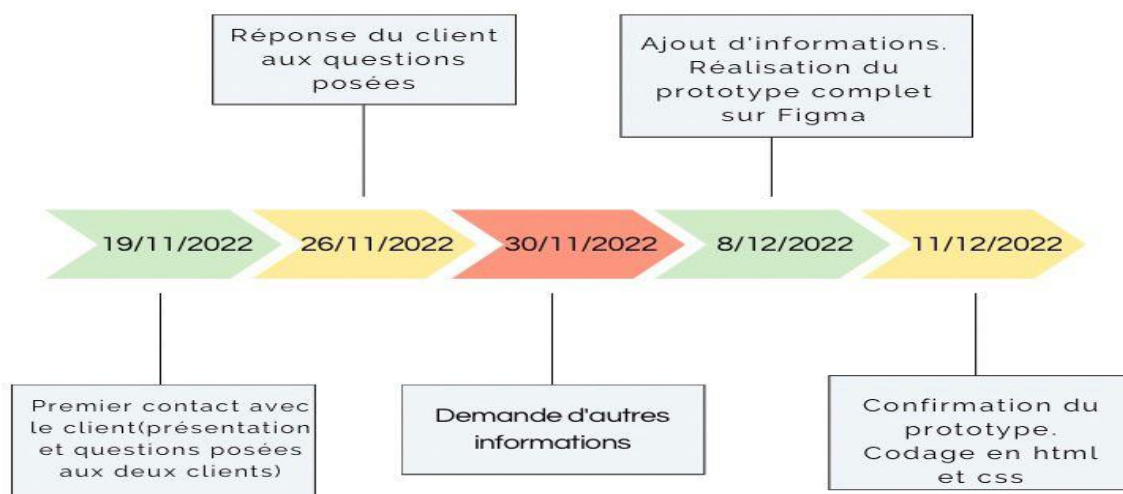 Réponse du client
aux questions
posées
Ajout d'informations.
Réalisation du
prototype complet
sur Figma
19/11/2022
26/11/2022
30/11/2022
8/12/2022
11/12/2022
Premier contact avec
le client(présentation
et questions posées
aux deux clients)
Demande d'autres
informations
Confirmation du
prototype.
Codage en html
et css